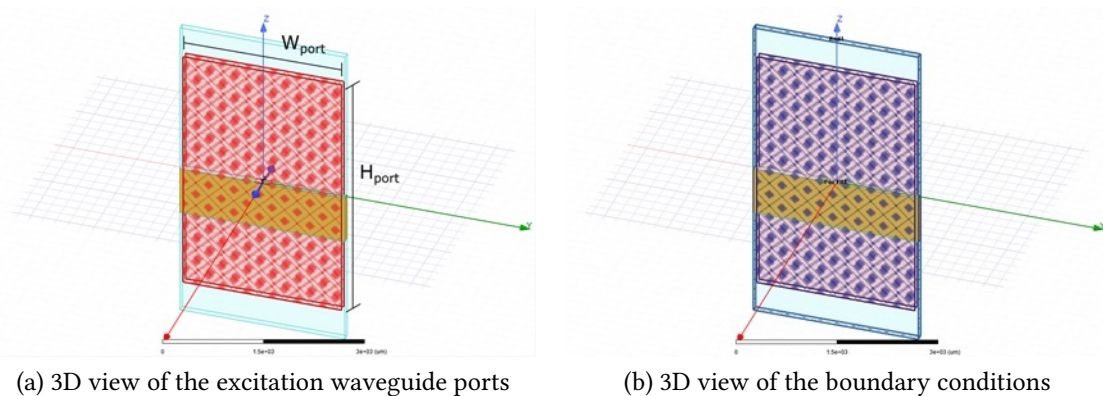 Z
W_port
H_port
Y
0
1.5e+03
3e+03 (um)
Z
0
1.5e+03
3e+03 (um)
(a) 3D view of the excitation waveguide ports
(b) 3D view of the boundary conditions